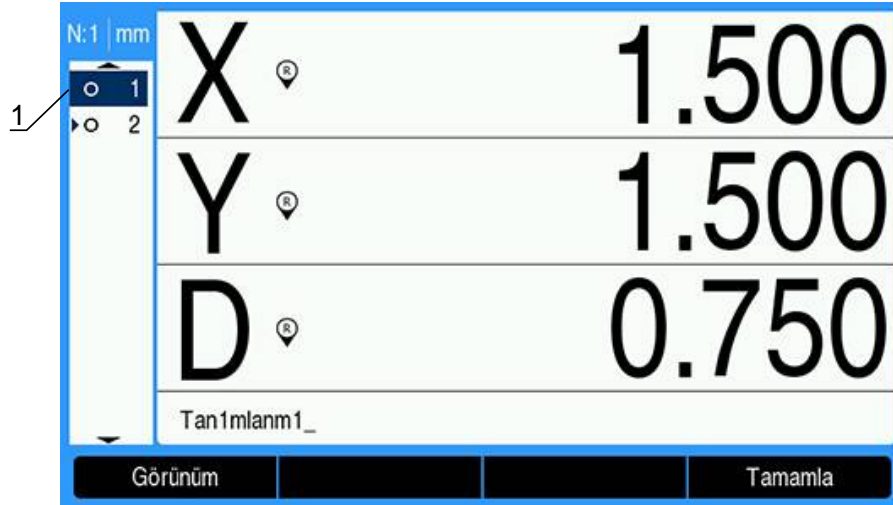 N:1 mm
1
1
2
X R 1.500
Y R 1.500
D R 0.750
Tan1mlanm1_
Görünüm Tamamla